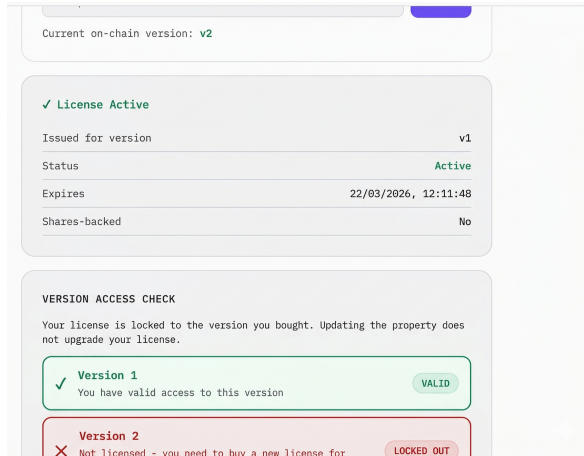 Current on-chain version: v2
✓ License Active
Issued for version v1
Status Active
Expires 22/03/2026, 12:11:48
Shares-backed No
VERSION ACCESS CHECK
Your license is locked to the version you bought. Updating the property does
not upgrade your license.
Version 1
You have valid access to this version
VALID
Version 2
Not licensed - you need to buy a new license for
LOCKED OUT